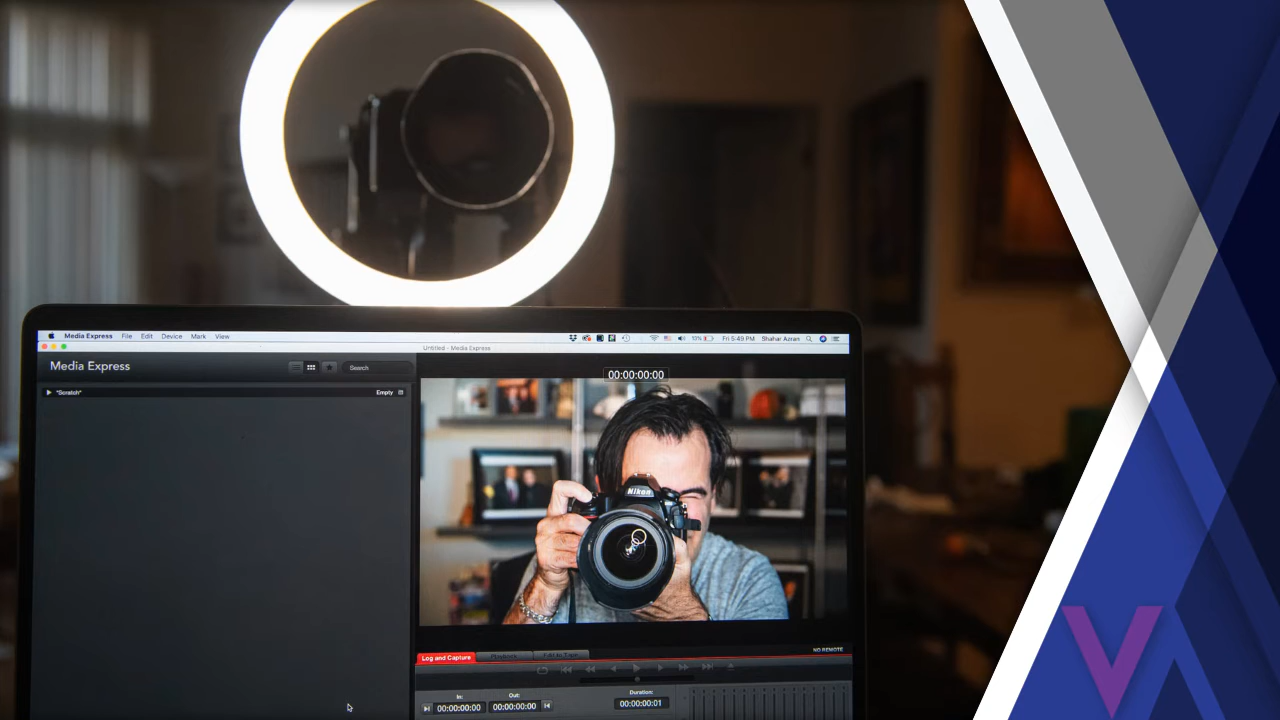 Media Express File Edit Device Mark View 13% Fri 5:49 PM Shahar Azran
Untitled - Media Express
Media Express
Search
00:00:00:00
*Scratch* Empty
Nikon
NO REMOTE
Log and Capture Playback Edit to Tape
In: Out: Duration:
00:00:00:00 00:00:00:00 00:00:00:01
V